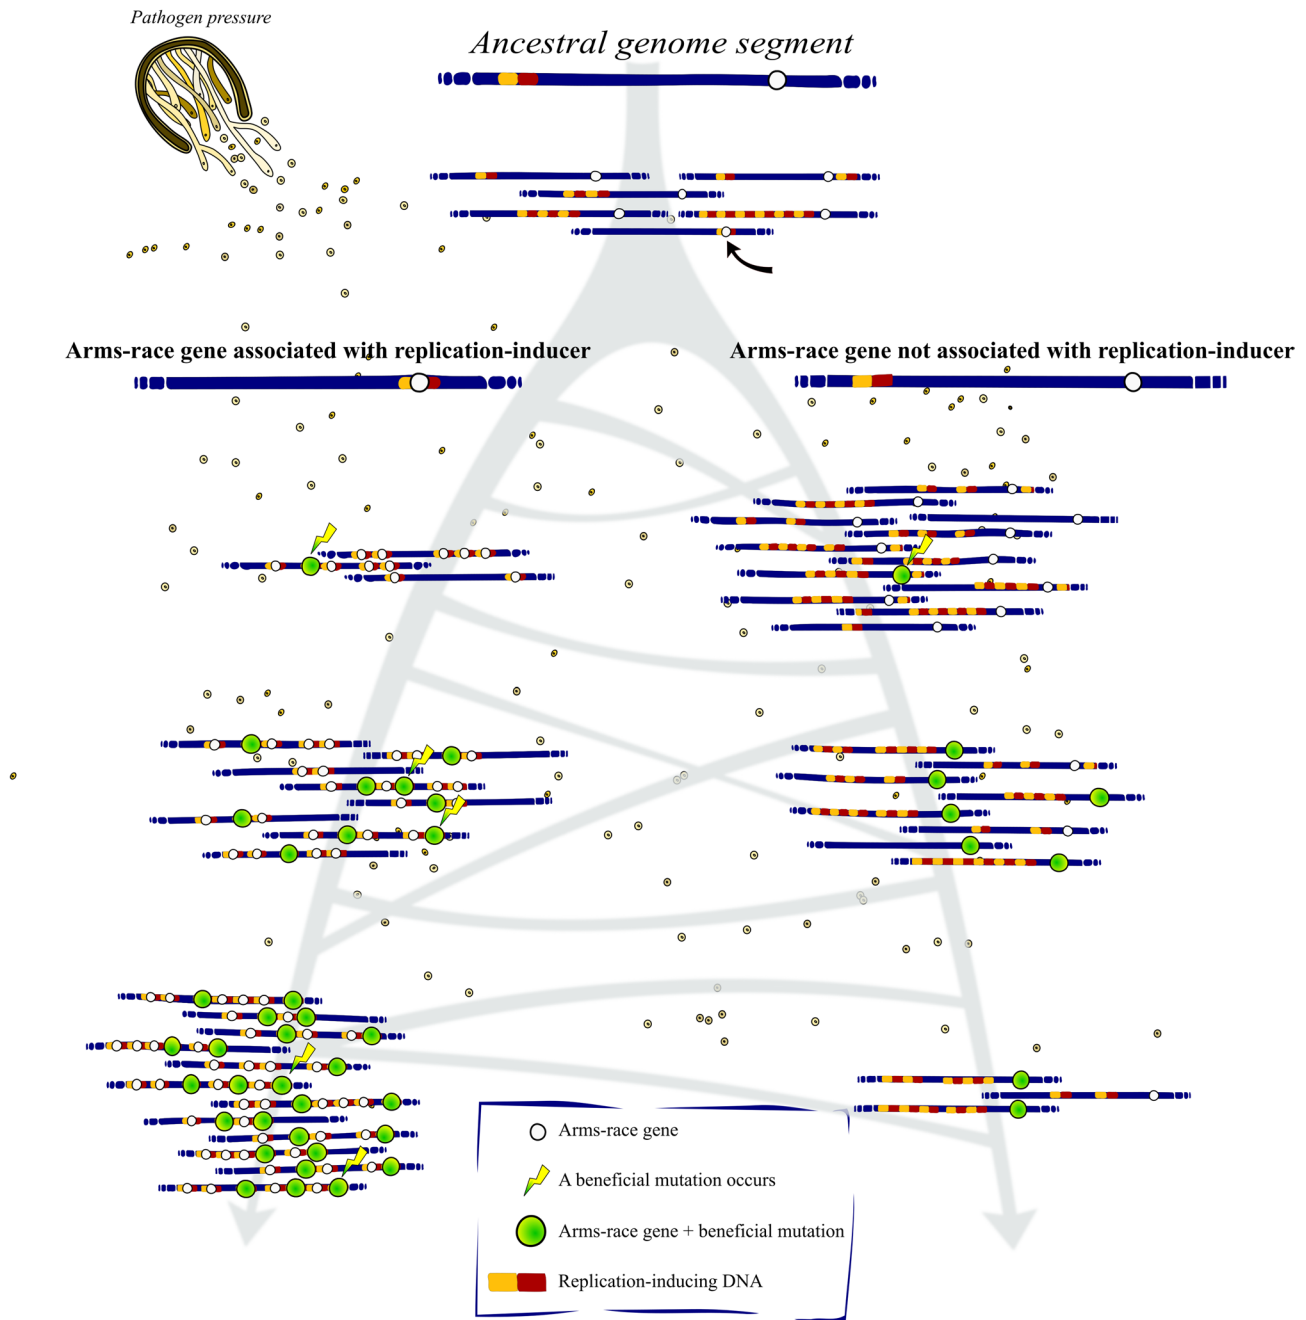 Pathogen pressure
Ancestral genome segment
Arms-race gene associated with replication-inducer
Arms-race gene not associated with replication-inducer
Arms-race gene
A beneficial mutation occurs
Arms-race gene + beneficial mutation
Replication-inducing DNA